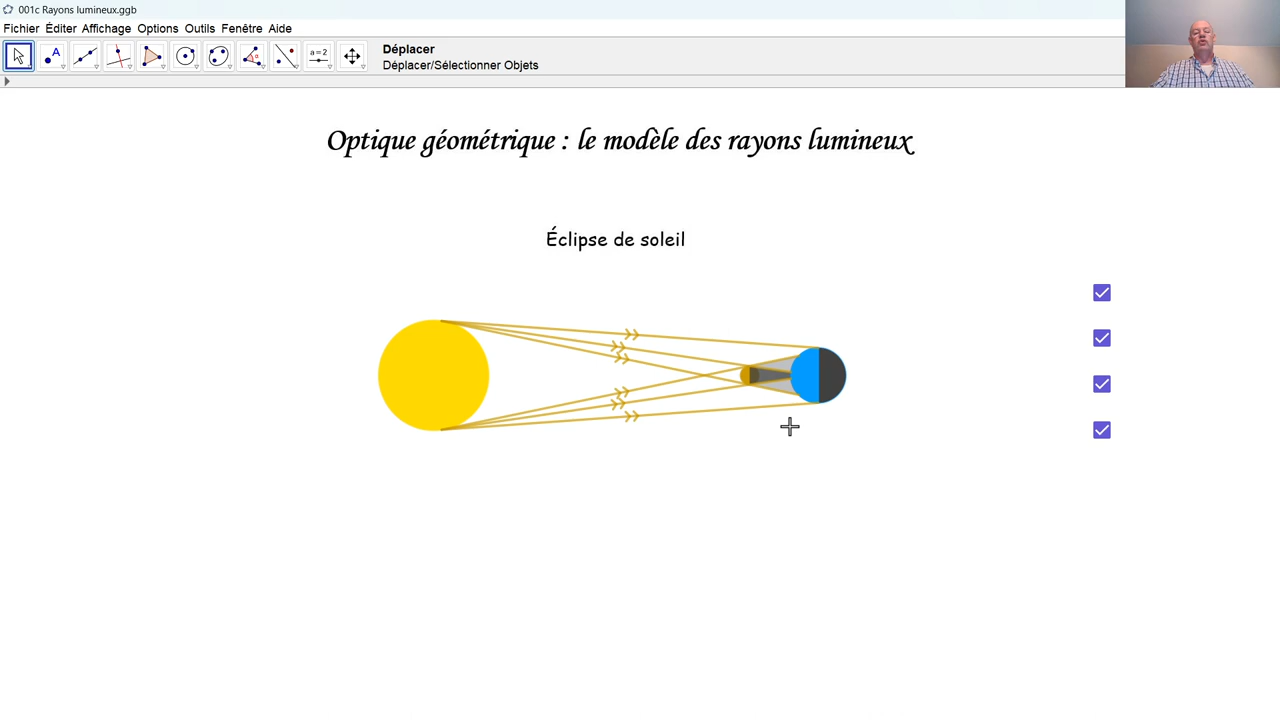 001c Rayons lumineux.ggb
Fichier Éditer Affichage Options Outils Fenêtre Aide
A
a=2
Déplacer
Déplacer/Sélectionner Objets
Optique géométrique : le modèle des rayons lumineux
Éclipse de soleil